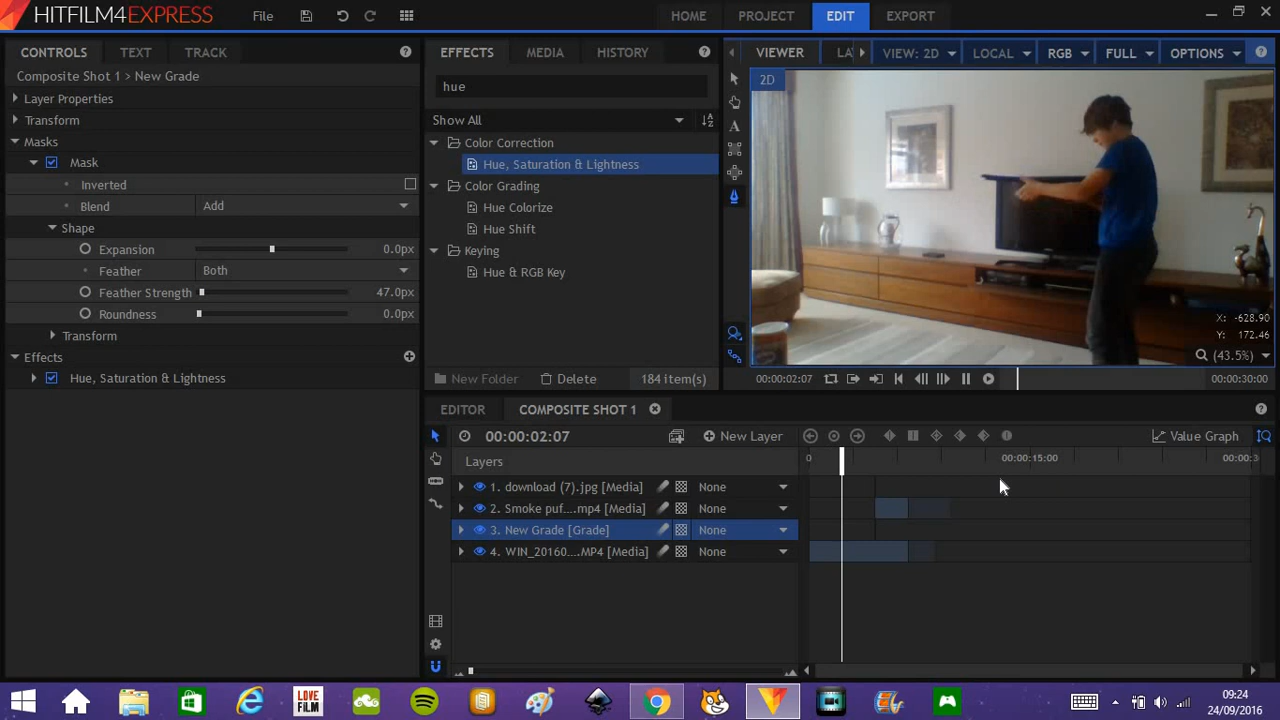 HITFILM4EXPRESS
File
HOME
PROJECT
EDIT
EXPORT
CONTROLS
TEXT
TRACK
Composite Shot 1 > New Grade
Layer Properties
Transform
Masks
Mask
Inverted
Blend
Add
Shape
Expansion
0.0px
Feather
Both
Feather Strength
47.0px
Roundness
0.0px
Transform
Effects
Hue, Saturation & Lightness
EFFECTS
MEDIA
HISTORY
hue
Show All
Color Correction
Hue, Saturation & Lightness
Color Grading
Hue Colorize
Hue Shift
Keying
Hue & RGB Key
New Folder
Delete
184 item(s)
VIEWER
LA
VIEW: 2D
LOCAL
RGB
FULL
OPTIONS
2D
X: -628.90
Y: 172.46
(43.5%)
00:00:02:07
00:00:30:00
EDITOR
COMPOSITE SHOT 1
00:00:02:07
New Layer
Value Graph
Layers
0
00:00:15:00
00:00:3
1. download (7).jpg [Media]
None
2. Smoke puf....mp4 [Media]
None
3. New Grade [Grade]
None
4. WIN_20160....MP4 [Media]
None
LOVE
FILM
09:24
24/09/2016